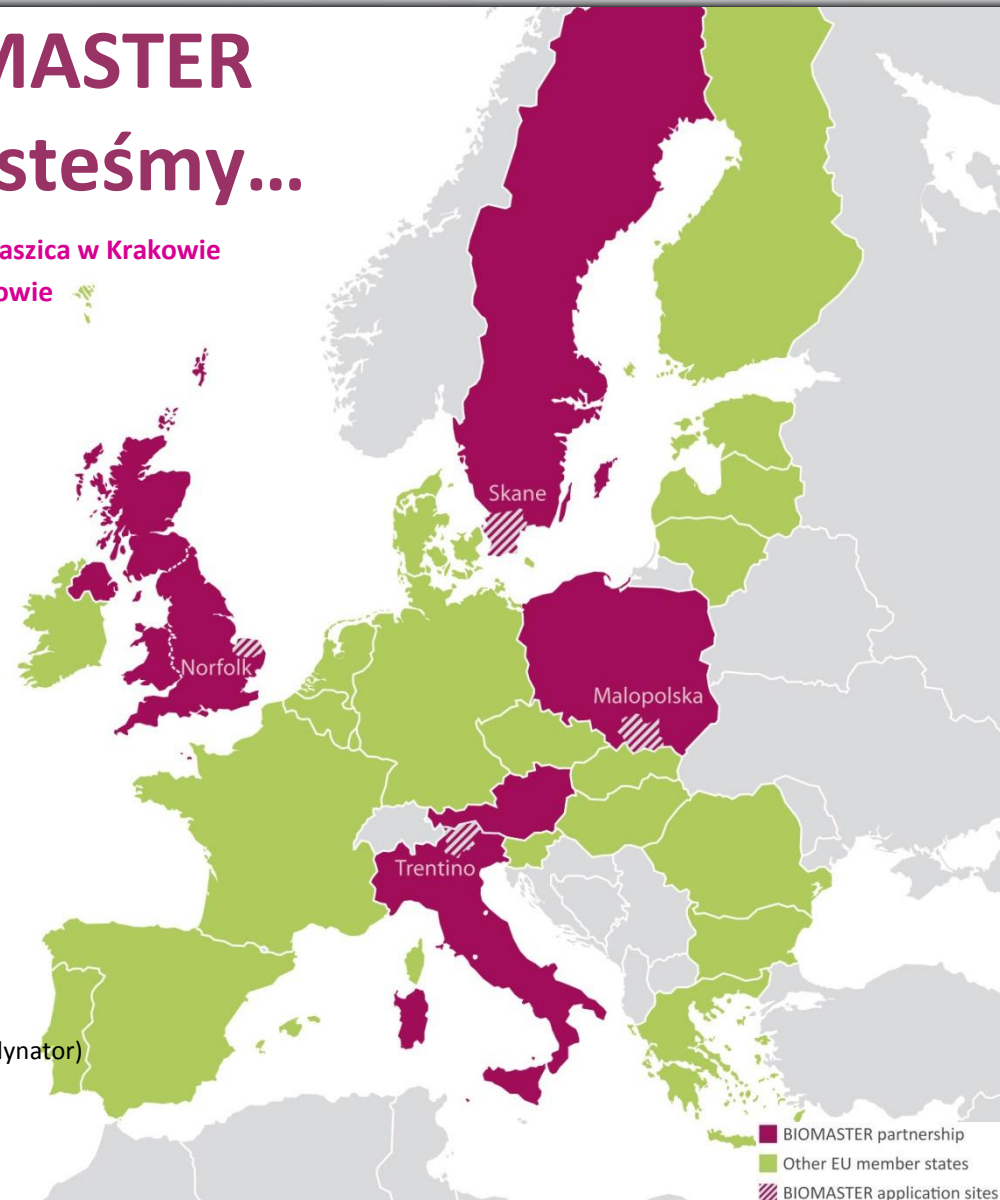 MASTER
steśmy…
aszica w Krakowie
owie
Skane
Norfolk
Malopolska
Trentino
dynator)
BIOMASTER partnership
Other EU member states
BIOMASTER application sites